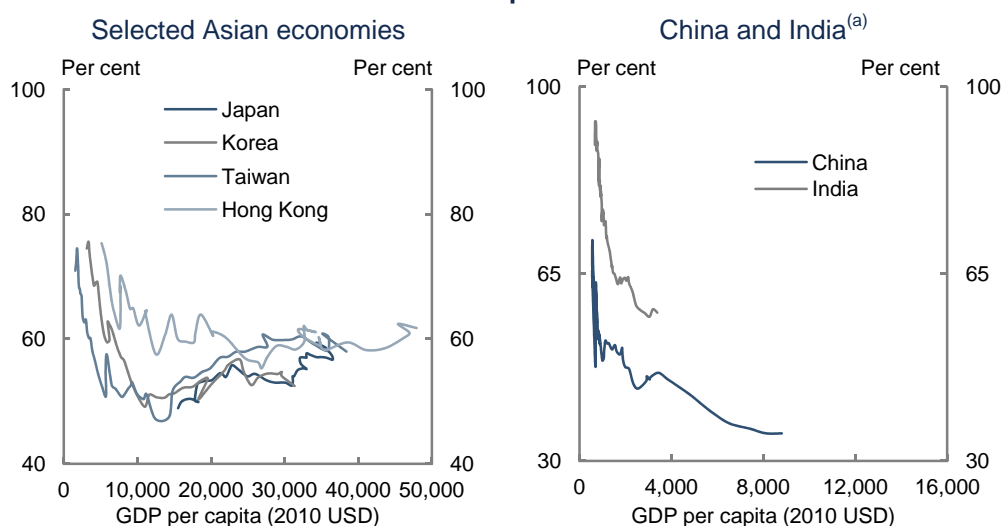 Selected Asian economies
Per cent
Per cent
100
80
60
40
100
80
60
40
Japan
Korea
Taiwan
Hong Kong
0
10,000
20,000
30,000
40,000
50,000
GDP per capita (2010 USD)
China and India(a)
Per cent
Per cent
100
65
30
100
65
30
China
India
0
4,000
8,000
12,000
16,000
GDP per capita (2010 USD)